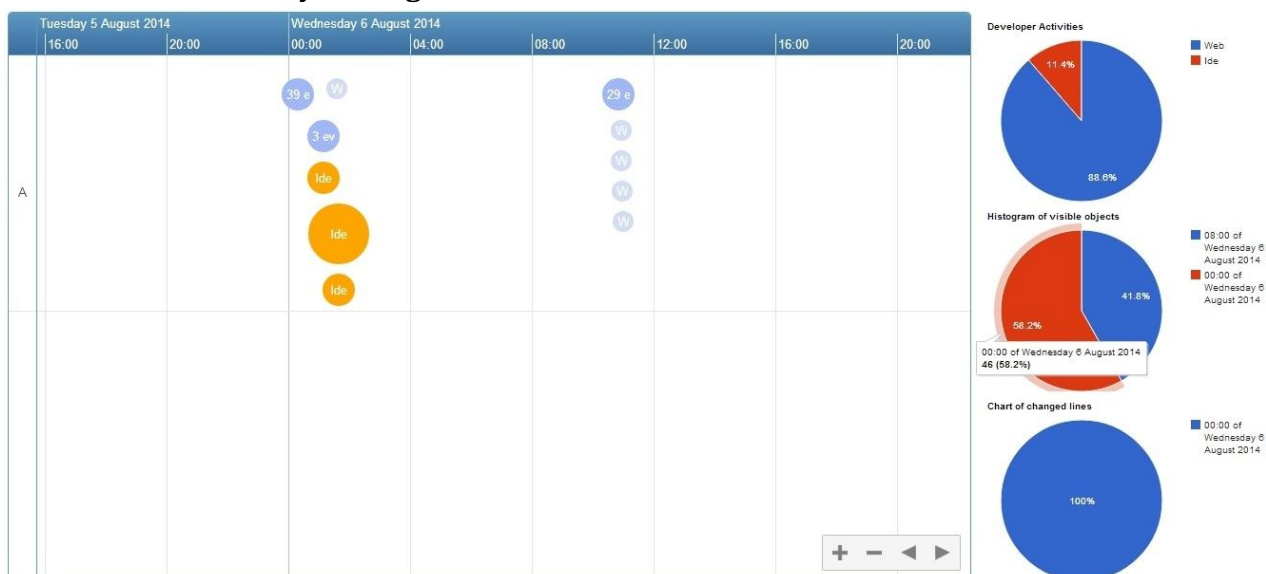 Tuesday 5 August 2014
Wednesday 6 August 2014
16:00
20:00
00:00
04:00
08:00
12:00
16:00
20:00
A
39 e
W
29 e
3 ev
W
Ide
W
W
Ide
W
Ide
Developer Activities
11.4%
88.6%
Web
Ide
Histogram of visible objects
41.8%
58.2%
00:00 of Wednesday 6 August 2014
46 (58.2%)
08:00 of
Wednesday 6
August 2014
00:00 of
Wednesday 6
August 2014
Chart of changed lines
100%
00:00 of
Wednesday 6
August 2014